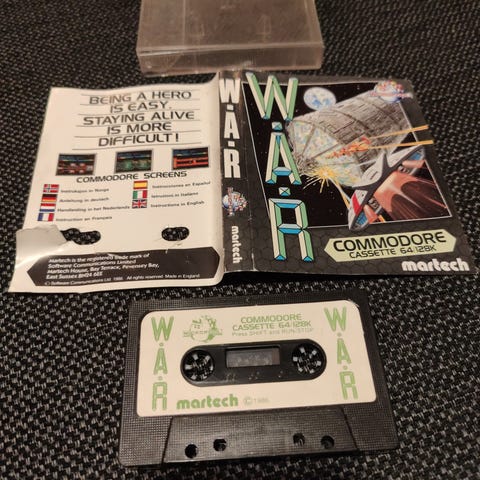 BEING A HERO
IS EASY.
STAYING ALIVE
IS MORE
DIFFICULT!
COMMODORE SCREENS
Instruksjon in Norge
Anleitung in deutsch
Handleiding in het Nederlands
Instruction en Français
Instrucciones en Español
Istruzioni in Italiano
Instructions in English
Martech is the registered trade mark of
Software Communications Limited
Martech House, Bay Terrace, Pevensey Bay,
East Sussex BN24 6EE
© Software Communications Ltd 1986. All rights reserved. Made in England
W.A.R
martech
W.A.R
COMMODORE
CASSETTE 64/128K
martech
W.A.R
COMMODORE
CASSETTE 64/128K
Press SHIFT and RUN/STOP
W.A.R
martech © 1986